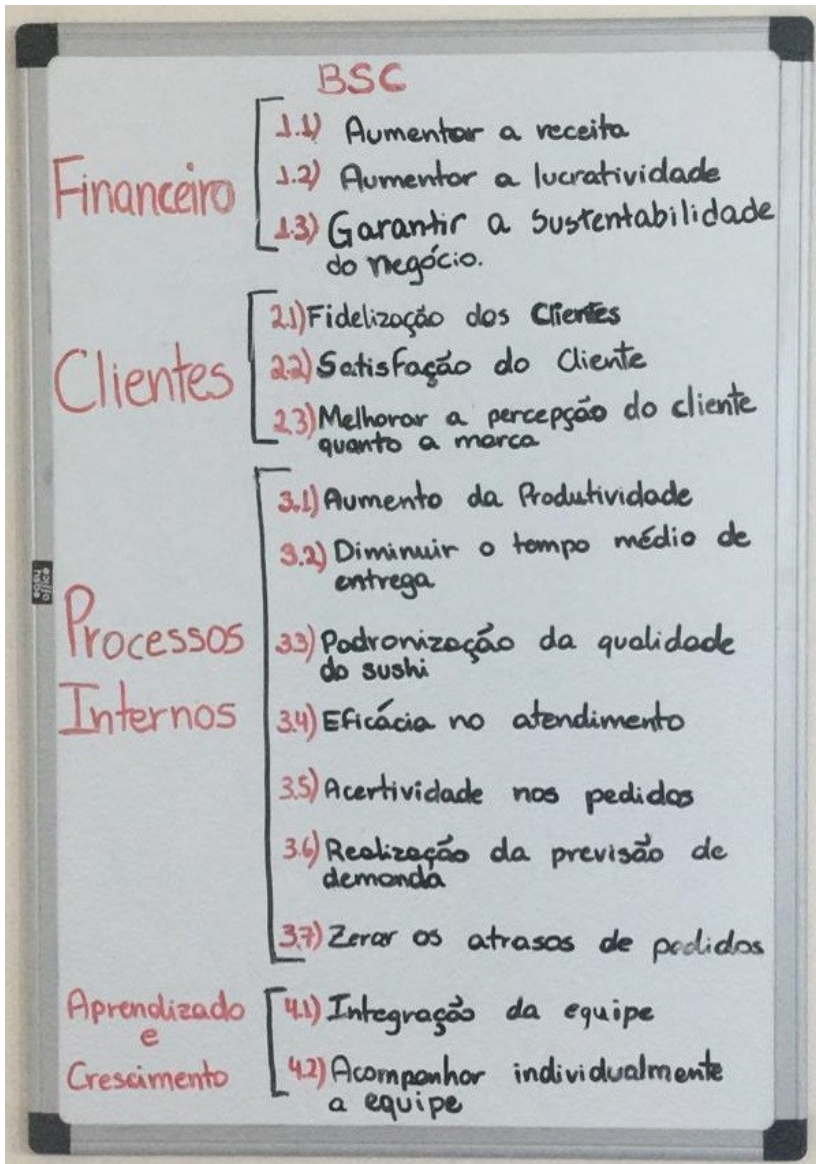 BSC
Financeiro
1.1) Aumentar a receita
1.2) Aumentar a lucratividade
1.3) Garantir a Sustentabilidade
do negócio.
Clientes
2.1) Fidelização dos Clientes
2.2) Satisfação do Cliente
2.3) Melhorar a percepção do cliente
quanto a marca
Processos
Internos
3.1) Aumento da Produtividade
3.2) Diminuir o tempo médio de
entrega
3.3) Padronização da qualidade
do sushi
3.4) Eficácia no atendimento
3.5) Acertividade nos pedidos
3.6) Realização da previsão de
demanda
3.7) Zerar os atrasos de pedidos
Aprendizado
e
Crescimento
4.1) Integração da equipe
4.2) Acompanhar individualmente
a equipe